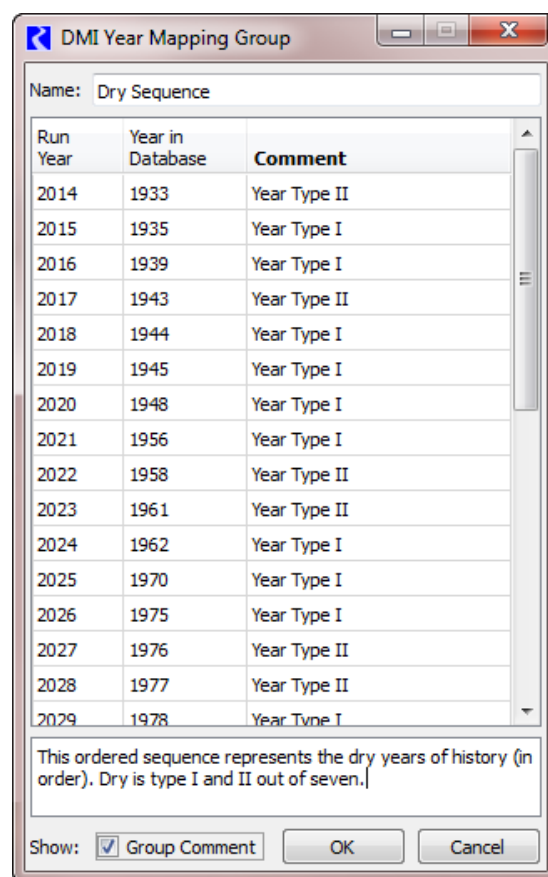 DMI Year Mapping Group
Name: Dry Sequence
Run Year in
Year Database Comment
2014 1933 Year Type II
2015 1935 Year Type I
2016 1939 Year Type I
2017 1943 Year Type II
2018 1944 Year Type I
2019 1945 Year Type I
2020 1948 Year Type I
2021 1956 Year Type I
2022 1958 Year Type II
2023 1961 Year Type II
2024 1962 Year Type I
2025 1970 Year Type I
2026 1975 Year Type I
2027 1976 Year Type II
2028 1977 Year Type II
2029 1978 Year Type I
This ordered sequence represents the dry years of history (in
order). Dry is type I and II out of seven.
Show: Group Comment OK Cancel